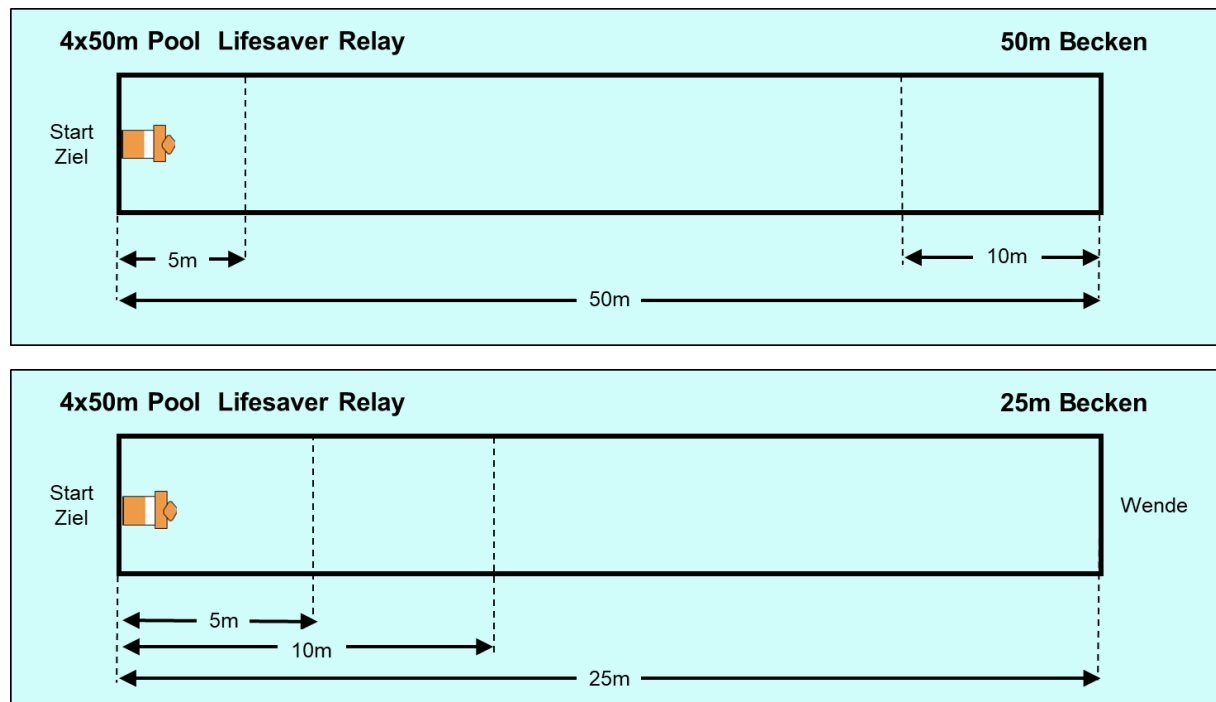 4x50m Pool Lifesaver Relay
50m Becken
Start
Ziel
5m
10m
50m
4x50m Pool Lifesaver Relay
25m Becken
Start
Ziel
Wende
5m
10m
25m